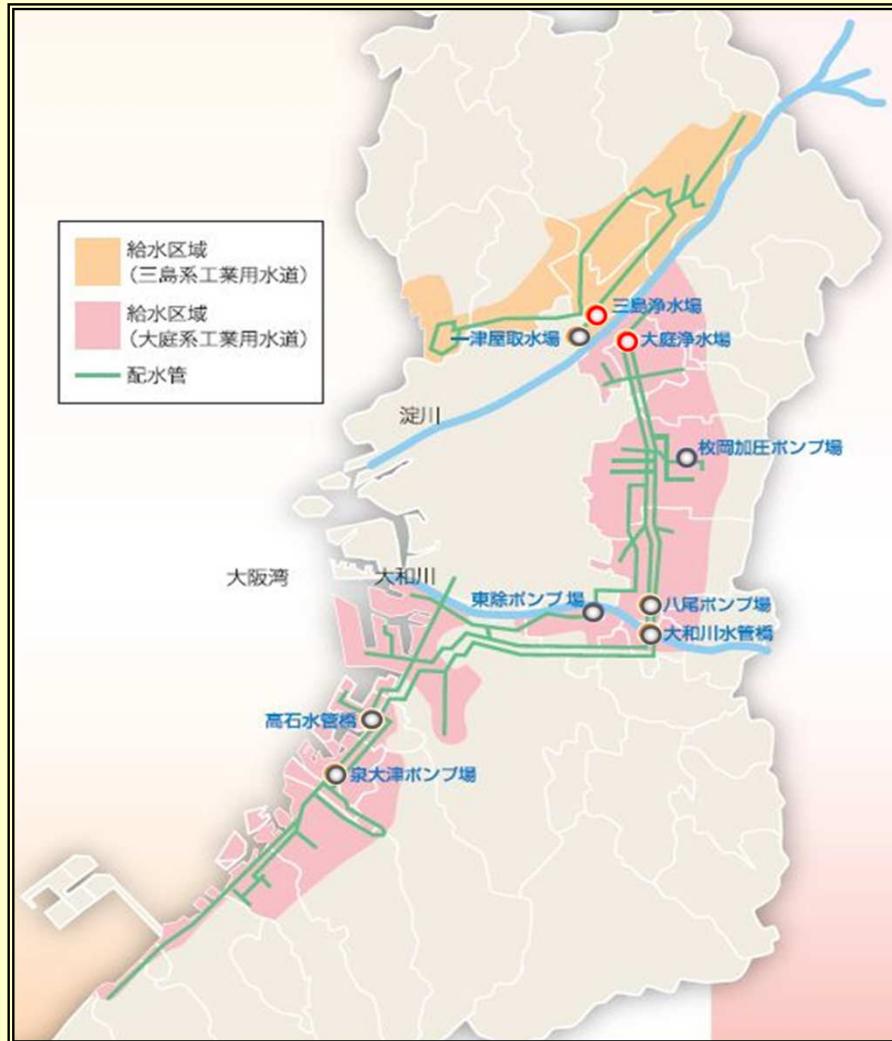 給水区域
(三島系工業用水道)
給水区域
(大庭系工業用水道)
配水管
三島浄水場
津屋取水場
大庭浄水場
淀川
枚岡加圧ポンプ場
大阪湾
大和川
東除ポンプ場
八尾ポンプ場
大和川水管橋
高石水管橋
泉大津ポンプ場